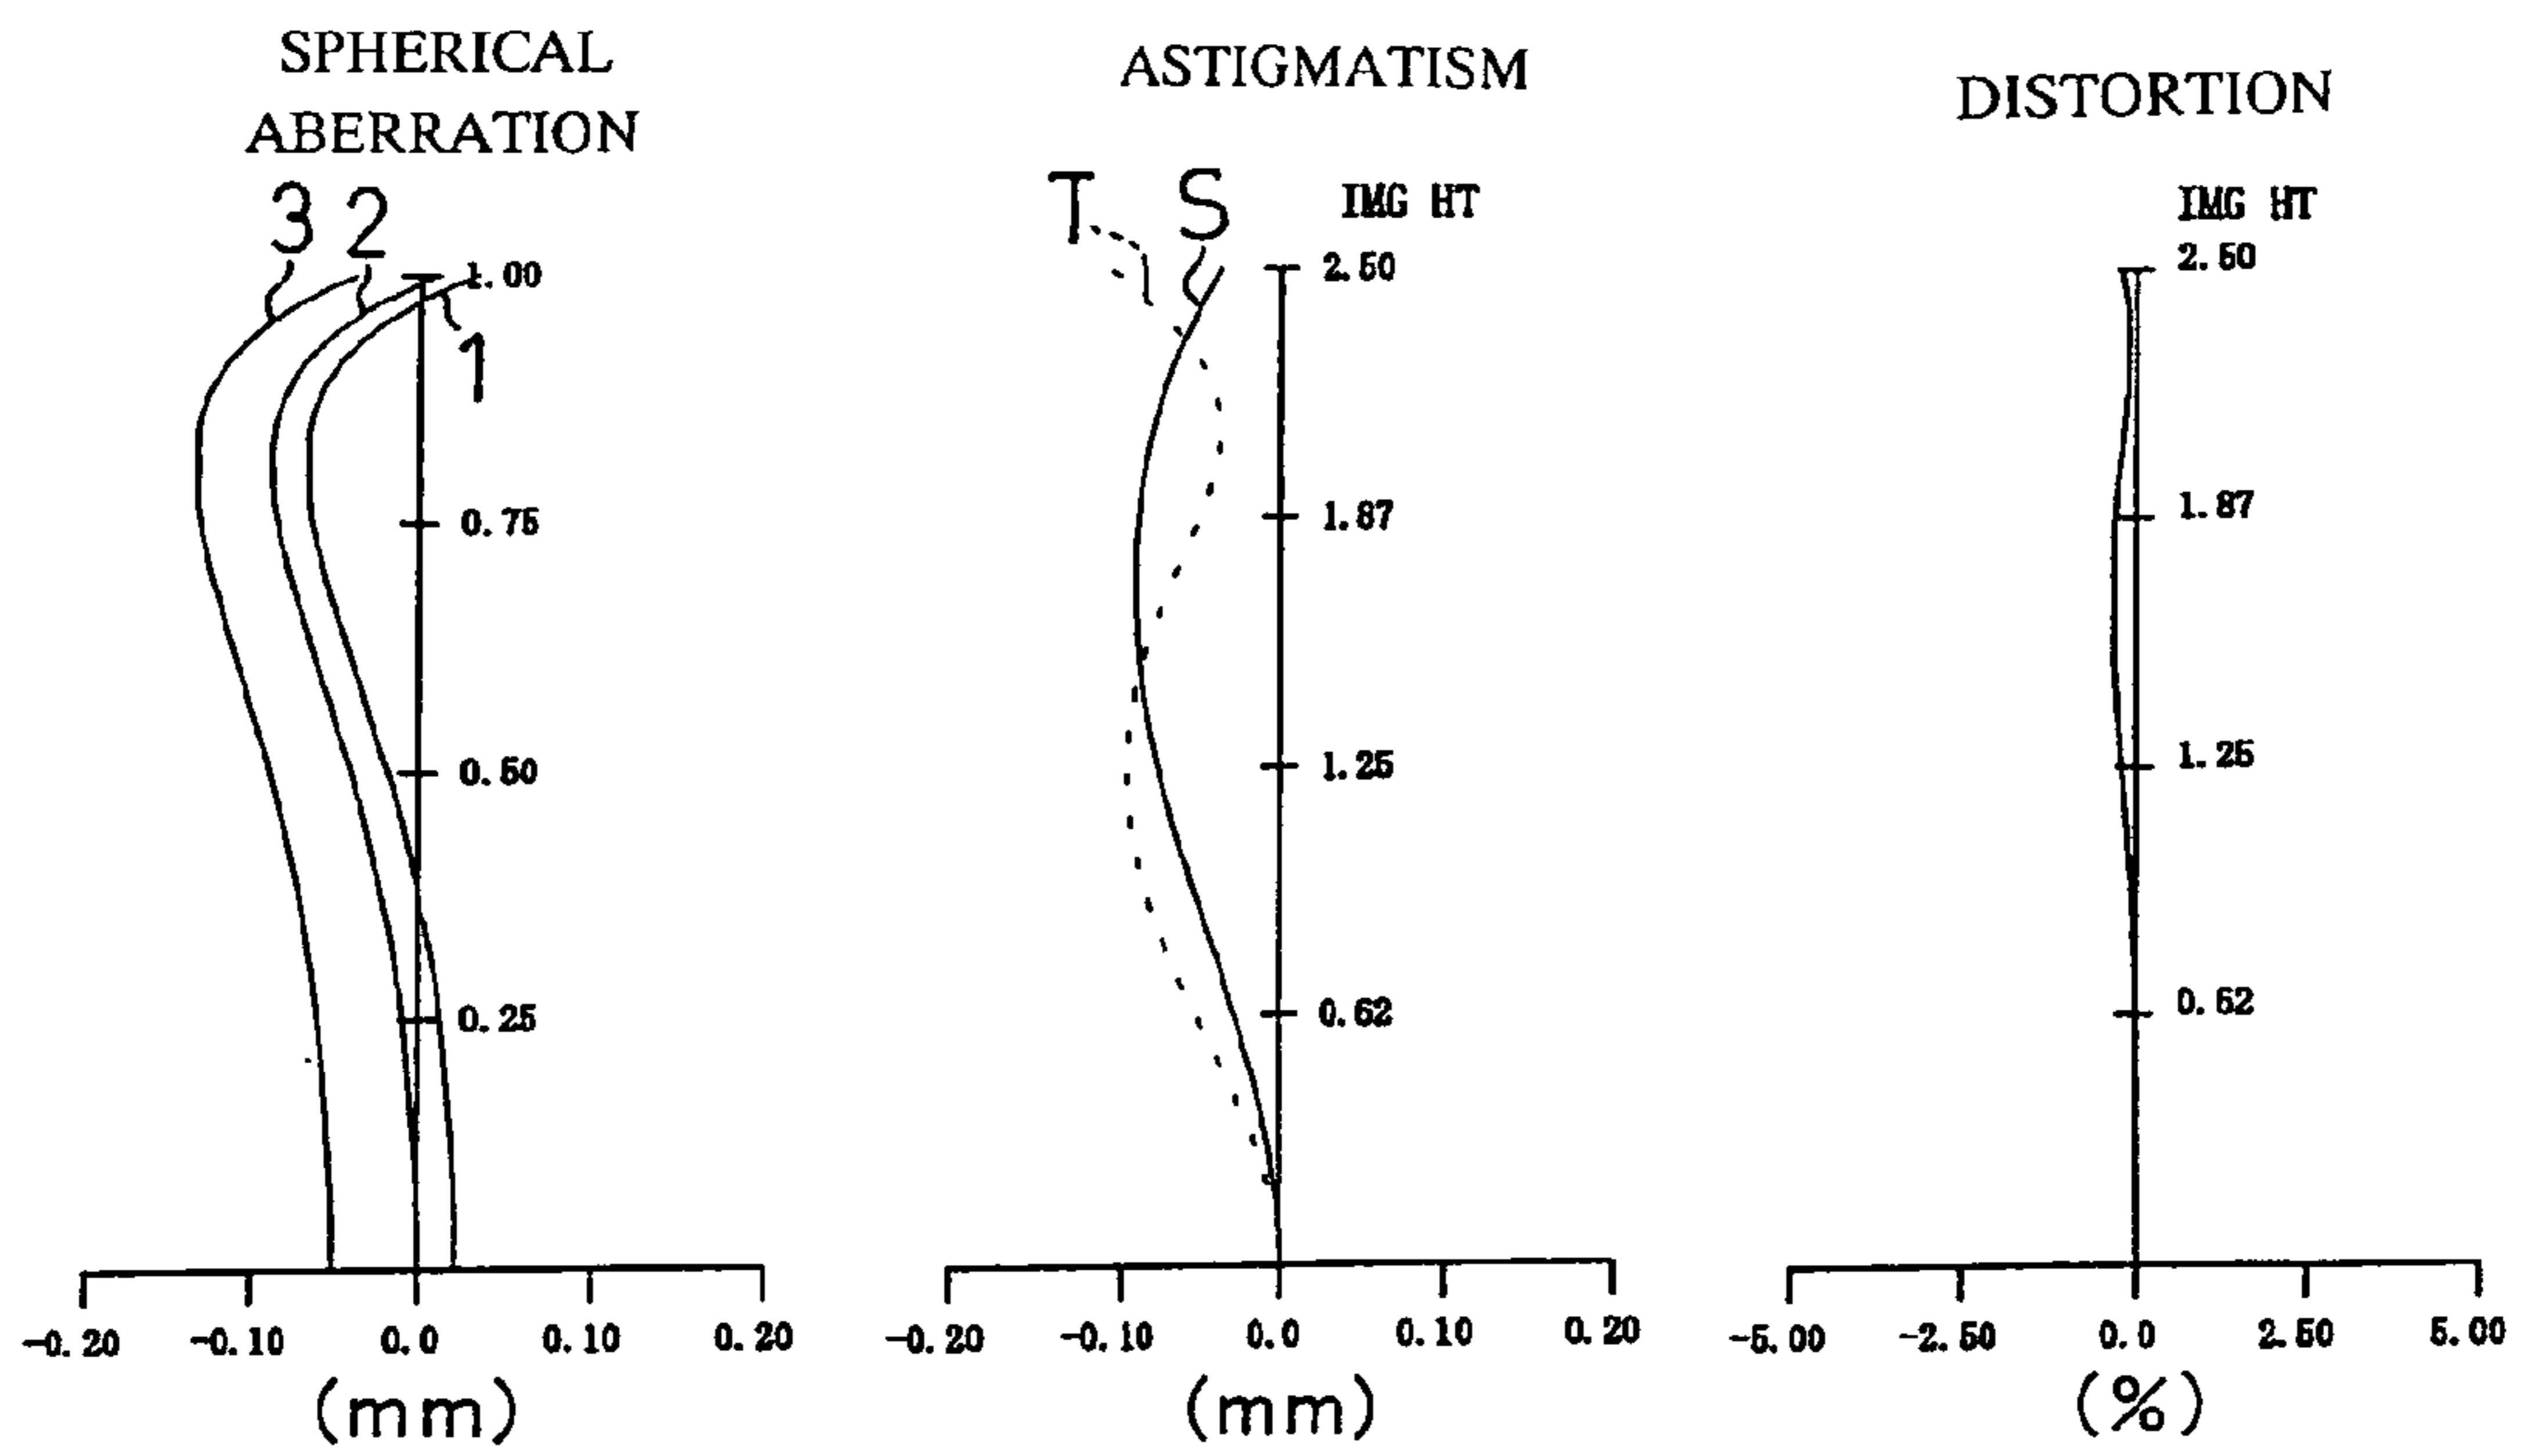 SPHERICAL
ABERRATION
3 2
1.00
1
0.75
0.50
0.25
-0.20 -0.10 0.0 0.10 0.20
(mm)
ASTIGMATISM
T S IMG HT
2.50
1.87
1.25
0.62
-0.20 -0.10 0.0 0.10 0.20
(mm)
DISTORTION
IMG HT
2.50
1.87
1.25
0.62
-5.00 -2.50 0.0 2.50 5.00
(%)